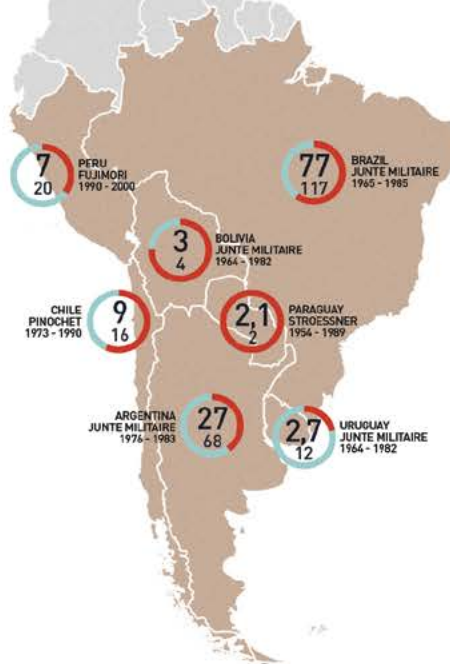 7
20
PERU
FUJIMORI
1990 - 2000
77
117
BRAZIL
JUNTE MILITAIRE
1965 - 1985
3
4
BOLIVIA
JUNTE MILITAIRE
1964 - 1982
CHILE
PINOCHET
1973 - 1990
9
16
2,1
2
PARAGUAY
STROESSNER
1954 - 1989
ARGENTINA
JUNTE MILITAIRE
1976 - 1983
27
68
2,7
12
URUGUAY
JUNTE MILITAIRE
1964 - 1982